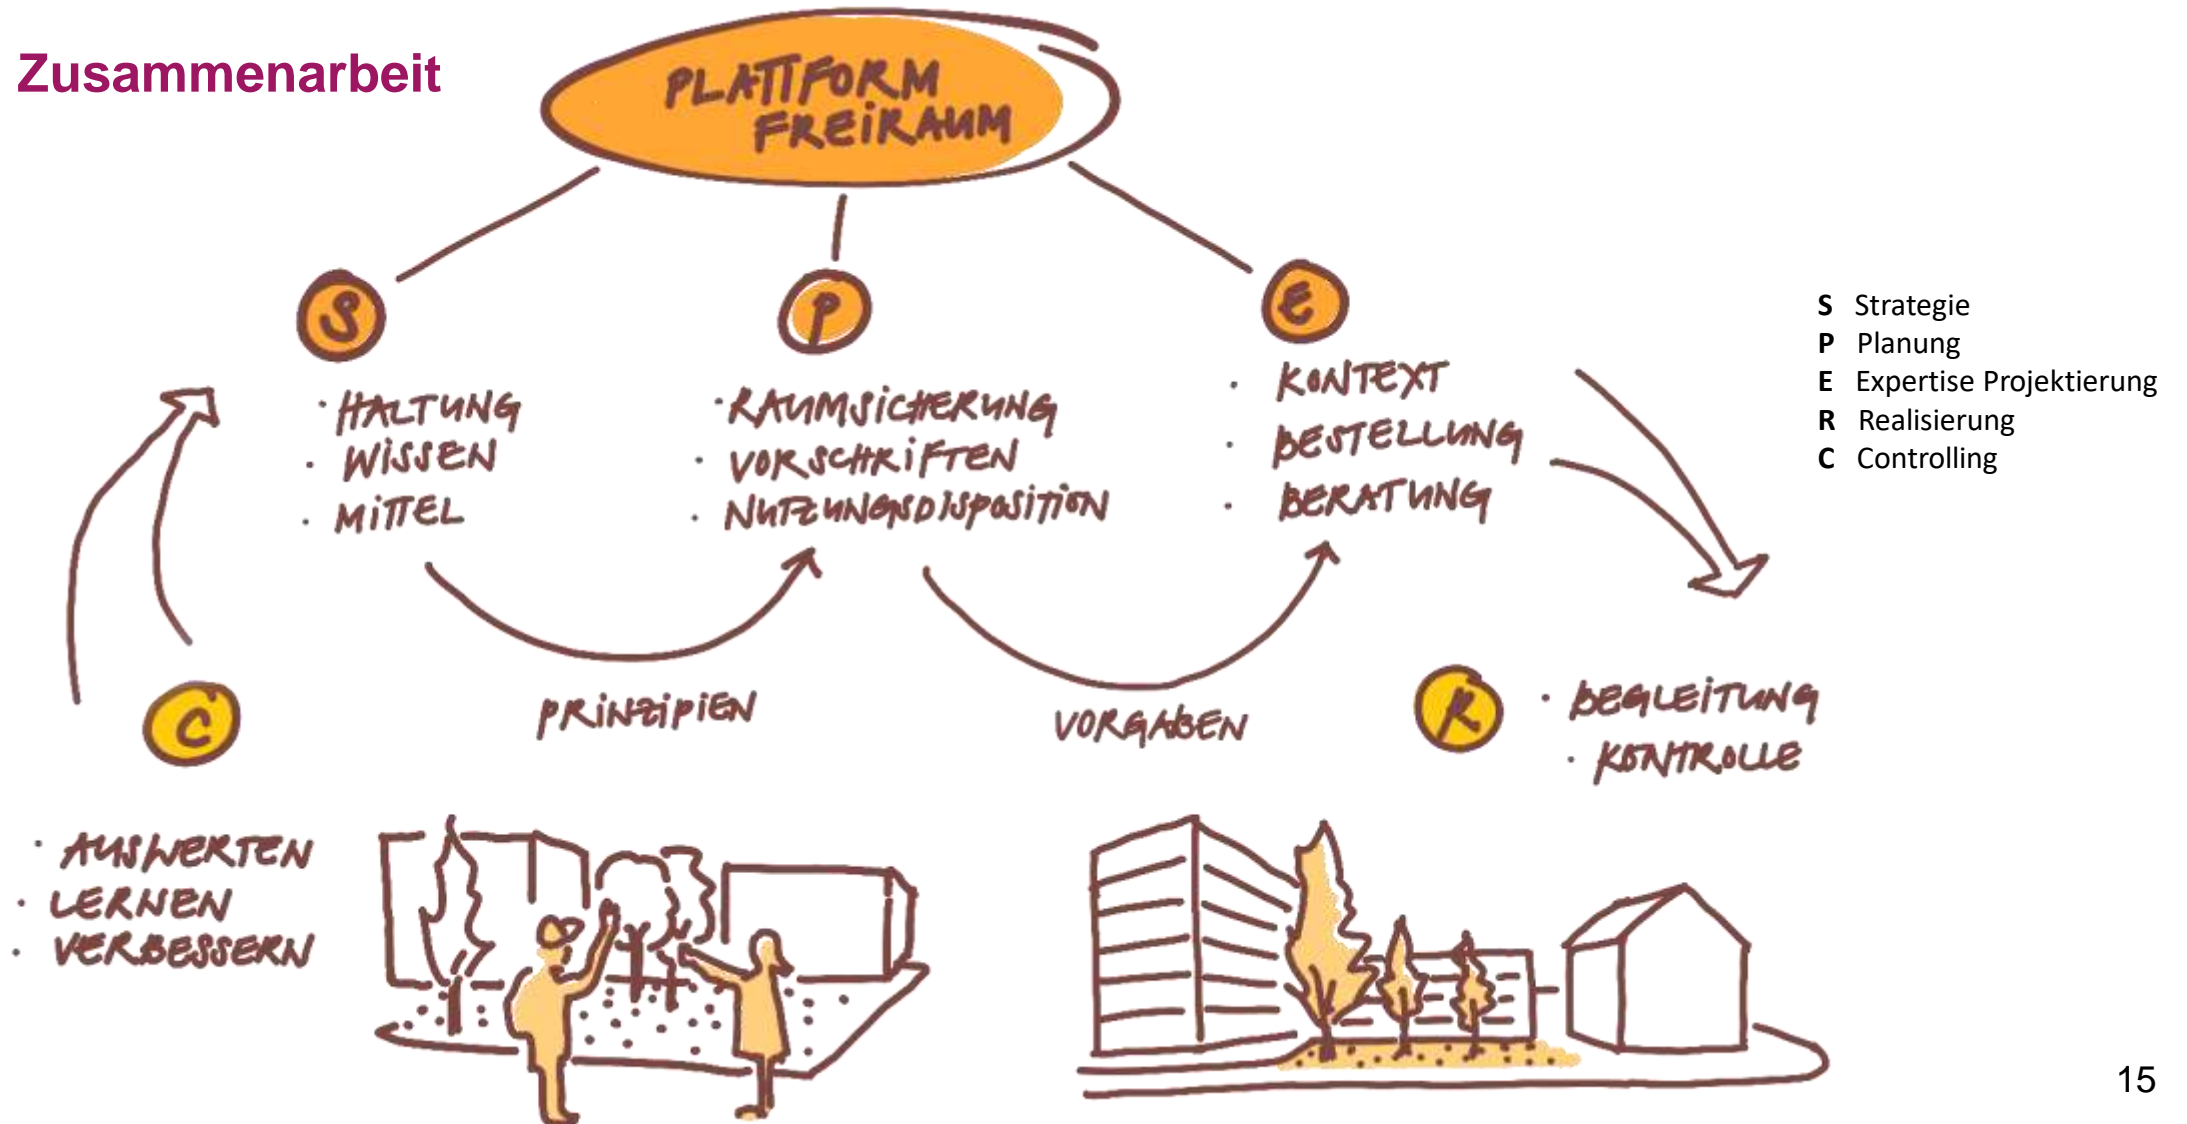 Zusammenarbeit
PLATTFORM
FREIRAUM
S
· HALTUNG
· WISSEN
· MITTEL
P
· RAUMSICHERUNG
· VORSCHRIFTEN
· NUTZUNGSDISPOSITION
E
· KONTEXT
· BESTELLUNG
· BERATUNG
S Strategie
P Planung
E Expertise Projektierung
R Realisierung
C Controlling
PRINZIPIEN
VORGABEN
R
· BEGLEITUNG
· KONTROLLE
C
· AUSWERTEN
· LERNEN
· VERBESSERN
15